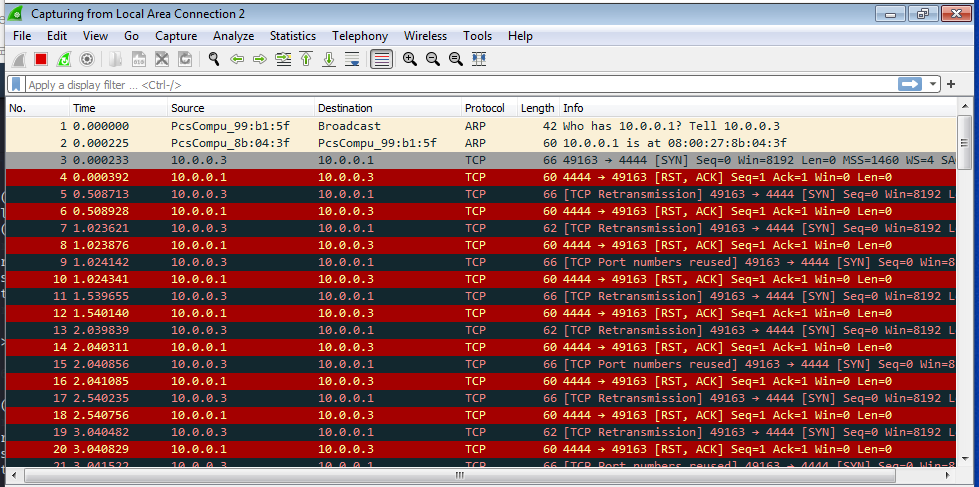 Capturing from Local Area Connection 2
File Edit View Go Capture Analyze Statistics Telephony Wireless Tools Help
Apply a display filter ... <Ctrl-/>
No. Time Source Destination Protocol Length Info
1 0.000000 PcsCompu_99:b1:5f Broadcast ARP 42 Who has 10.0.0.1? Tell 10.0.0.3
2 0.000225 PcsCompu_8b:04:3f PcsCompu_99:b1:5f ARP 60 10.0.0.1 is at 08:00:27:8b:04:3f
3 0.000233 10.0.0.3 10.0.0.1 TCP 66 49163 → 4444 [SYN] Seq=0 Win=8192 Len=0 MSS=1460 WS=4 SA
4 0.000392 10.0.0.1 10.0.0.3 TCP 60 4444 → 49163 [RST, ACK] Seq=1 Ack=1 Win=0 Len=0
5 0.508713 10.0.0.3 10.0.0.1 TCP 66 [TCP Retransmission] 49163 → 4444 [SYN] Seq=0 Win=8192 L
6 0.508928 10.0.0.1 10.0.0.3 TCP 60 4444 → 49163 [RST, ACK] Seq=1 Ack=1 Win=0 Len=0
7 1.023621 10.0.0.3 10.0.0.1 TCP 62 [TCP Retransmission] 49163 → 4444 [SYN] Seq=0 Win=8192 L
8 1.023876 10.0.0.1 10.0.0.3 TCP 60 4444 → 49163 [RST, ACK] Seq=1 Ack=1 Win=0 Len=0
9 1.024142 10.0.0.3 10.0.0.1 TCP 66 [TCP Port numbers reused] 49163 → 4444 [SYN] Seq=0 Win=8
10 1.024341 10.0.0.1 10.0.0.3 TCP 60 4444 → 49163 [RST, ACK] Seq=1 Ack=1 Win=0 Len=0
11 1.539655 10.0.0.3 10.0.0.1 TCP 66 [TCP Retransmission] 49163 → 4444 [SYN] Seq=0 Win=8192 L
12 1.540140 10.0.0.1 10.0.0.3 TCP 60 4444 → 49163 [RST, ACK] Seq=1 Ack=1 Win=0 Len=0
13 2.039839 10.0.0.3 10.0.0.1 TCP 62 [TCP Retransmission] 49163 → 4444 [SYN] Seq=0 Win=8192 L
14 2.040311 10.0.0.1 10.0.0.3 TCP 60 4444 → 49163 [RST, ACK] Seq=1 Ack=1 Win=0 Len=0
15 2.040856 10.0.0.3 10.0.0.1 TCP 66 [TCP Port numbers reused] 49163 → 4444 [SYN] Seq=0 Win=8
16 2.041085 10.0.0.1 10.0.0.3 TCP 60 4444 → 49163 [RST, ACK] Seq=1 Ack=1 Win=0 Len=0
17 2.540235 10.0.0.3 10.0.0.1 TCP 66 [TCP Retransmission] 49163 → 4444 [SYN] Seq=0 Win=8192 L
18 2.540756 10.0.0.1 10.0.0.3 TCP 60 4444 → 49163 [RST, ACK] Seq=1 Ack=1 Win=0 Len=0
19 3.040482 10.0.0.3 10.0.0.1 TCP 62 [TCP Retransmission] 49163 → 4444 [SYN] Seq=0 Win=8192 L
20 3.040829 10.0.0.1 10.0.0.3 TCP 60 4444 → 49163 [RST, ACK] Seq=1 Ack=1 Win=0 Len=0
21 3.041522 10.0.0.3 10.0.0.1 TCP 66 [TCP Port numbers reused] 49163 → 4444 [SYN] Seq=0 Win=8